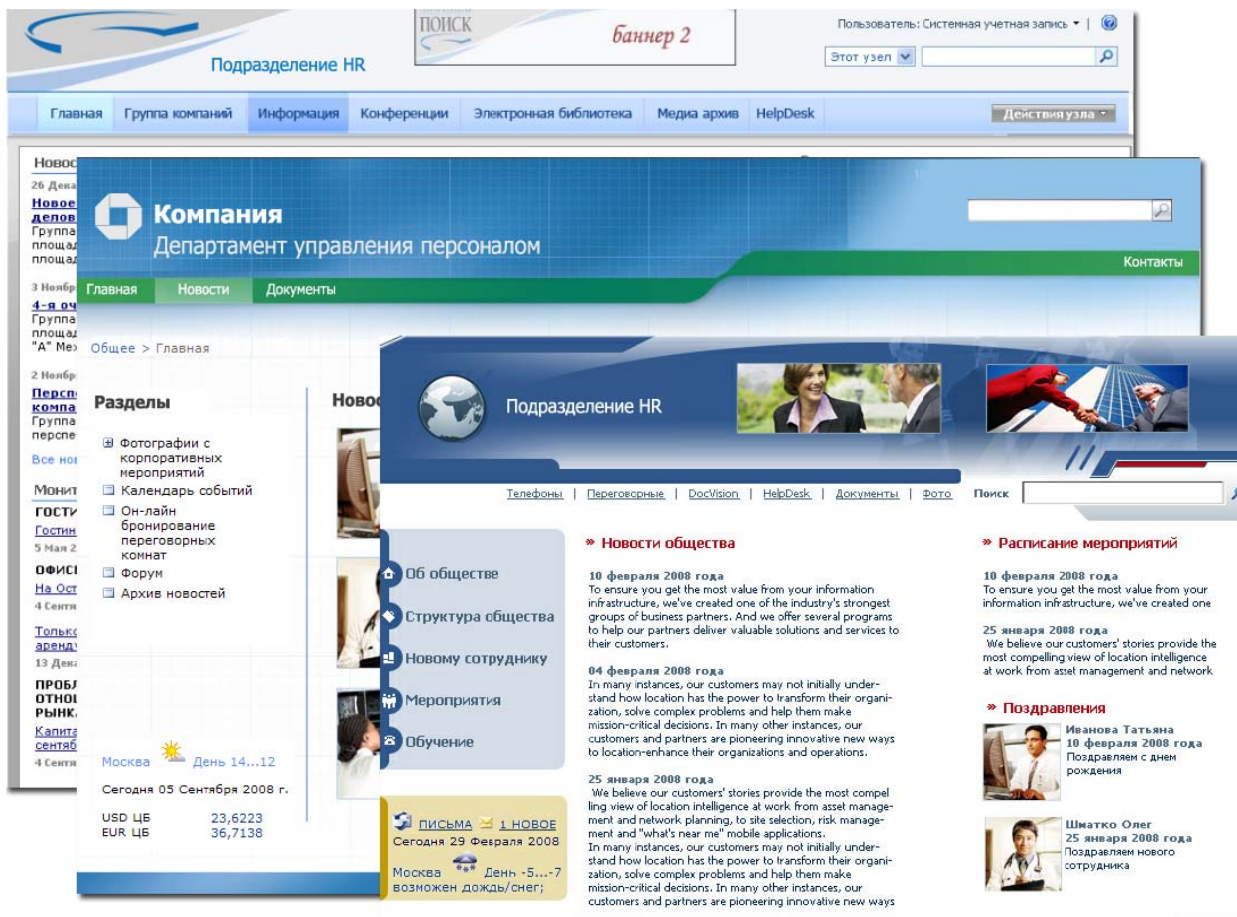 ПОИСК
баннер 2
Пользователь: Системная учетная запись
Подразделение HR
Этот узел
Главная Группа компаний Информация Конференции Электронная библиотека Медиа архив HelpDesk Действия узла
26 Дека
Новое
делов
Группа
площад
площад
3 Ноябр
4-я оч
Группа
площад
"А" Мех
2 Ноябр
Перспе
компа
Группа
перспе
Все нов
Монит
ГОСТИ
Гостин
5 Мая 2
ОФИСЕ
На Ост
4 Сентя
Только
аренду
13 Дека
ПРОБЛ
ОТНОШ
РЫНК
Капита
сентяб
4 Сентя
Компания
Департамент управления персоналом
Контакты
Главная Новости Документы
Общее > Главная
Разделы
Фотографии с
корпоративных
мероприятий
Календарь событий
Он-лайн
бронирование
переговорных
комнат
Форум
Архив новостей
Москва День 14...12
Сегодня 05 Сентября 2008 г.
USD ЦБ 23,6223
EUR ЦБ 36,7138
Подразделение HR
Телефоны | Переговорные | DocVision | HelpDesk | Документы | Фото Поиск
Об обществе
Структура общества
Новому сотруднику
Мероприятия
Обучение
ПИСЬМА 1 НОВОЕ
Сегодня 29 Февраля 2008
Москва День -5...-7
возможен дождь/снег;
» Новости общества
10 февраля 2008 года
To ensure you get the most value from your information
infrastructure, we've created one of the industry's strongest
groups of business partners. And we offer several programs
to help our partners deliver valuable solutions and services to
their customers.
04 февраля 2008 года
In many instances, our customers may not initially under-
stand how location has the power to transform their organi-
zation, solve complex problems and help them make
mission-critical decisions. In many other instances, our
customers and partners are pioneering innovative new ways
to location-enhance their organizations and operations.
25 января 2008 года
We believe our customers' stories provide the most compel
ling view of location intelligence at work from asset manage-
ment and network planning, to site selection, risk manage-
ment and "what's near me" mobile applications.
In many instances, our customers may not initially under-
stand how location has the power to transform their organi-
zation, solve complex problems and help them make
mission-critical decisions. In many other instances, our
customers and partners are pioneering innovative new ways
» Расписание мероприятий
10 февраля 2008 года
To ensure you get the most value from your
information infrastructure, we've created one
25 января 2008 года
We believe our customers' stories provide the
most compelling view of location intelligence
at work from asset management and network
» Поздравления
Иванова Татьяна
10 февраля 2008 года
Поздравляем с днем
рождения
Шматко Олег
25 января 2008 года
Поздравляем нового
сотрудника